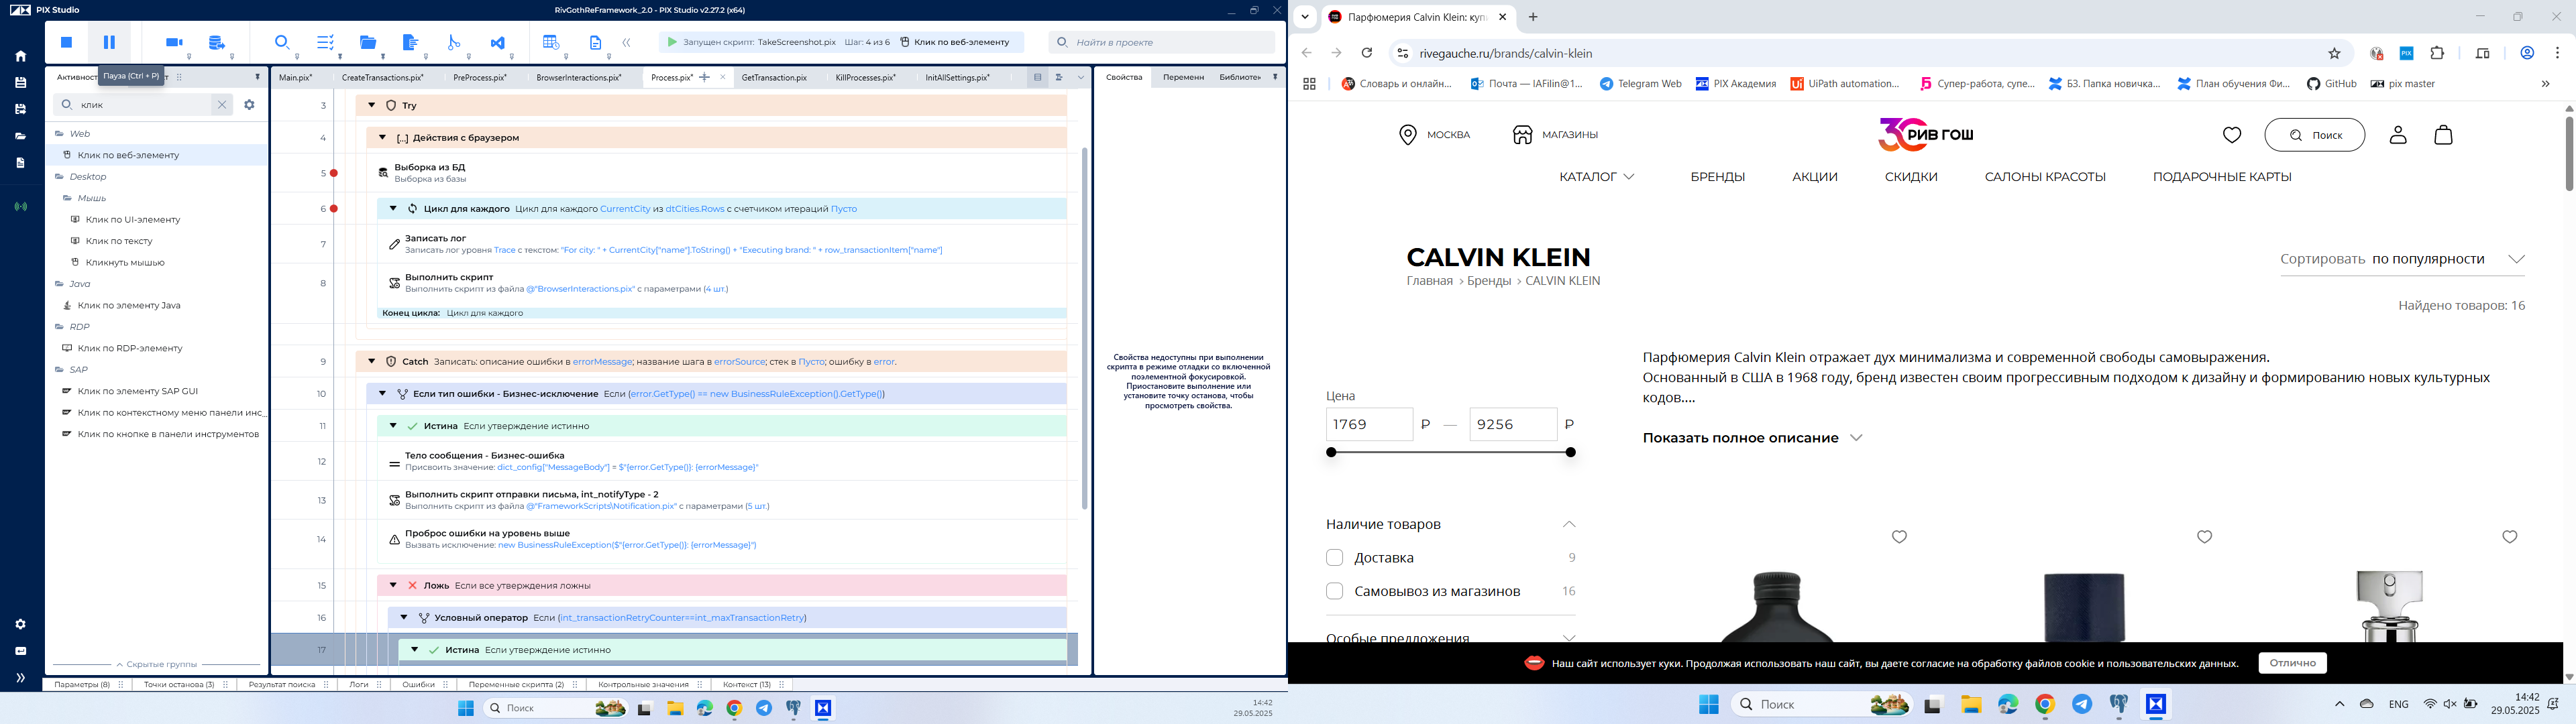 PIX Studio
RivGothReFramework_2.0 - PIX Studio v2.27.2 (x64)
Запущен скрипт: TakeScreenshot.pix Шаг: 4 из 6 Клик по веб-элементу
Найти в проекте
Пауза (Ctrl + P)
Активнос
клик
Web
Клик по веб-элементу
Desktop
Мышь
Клик по UI-элементу
Клик по тексту
Кликнуть мышью
Java
Клик по элементу Java
RDP
Клик по RDP-элементу
SAP
Клик по элементу SAP GUI
Клик по контекстному меню панели инс...
Клик по кнопке в панели инструментов
Скрытые группы
Main.pix* CreateTransactions.pix* PreProcess.pix* BrowserInteractions.pix* Process.pix* GetTransaction.pix KillProcesses.pix* InitAllSettings.pix*
3 Try
4 [...] Действия с браузером
5 Выборка из БД
Выборка из базы
6 Цикл для каждого Цикл для каждого CurrentCity из dtCities.Rows с счетчиком итераций Пусто
7 Записать лог
Записать лог уровня Trace с текстом: "For city: " + CurrentCity["name"].ToString() + "Executing brand: " + row_transactionItem["name"]
8 Выполнить скрипт
Выполнить скрипт из файла @"BrowserInteractions.pix" с параметрами (4 шт.)
Конец цикла: Цикл для каждого
9 Catch Записать: описание ошибки в errorMessage; название шага в errorSource; стек в Пусто; ошибку в error.
10 Если тип ошибки - Бизнес-исключение Если (error.GetType() == new BusinessRuleException().GetType())
11 Истина Если утверждение истинно
12 Тело сообщения - Бизнес-ошибка
Присвоить значение: dict_config["MessageBody"] = $"{error.GetType()}: {errorMessage}"
13 Выполнить скрипт отправки письма, int_notifyType - 2
Выполнить скрипт из файла @"FrameworkScripts\Notification.pix" с параметрами (5 шт.)
14 Проброс ошибки на уровень выше
Вызвать исключение: new BusinessRuleException($"{error.GetType()}: {errorMessage}")
15 Ложь Если все утверждения ложны
16 Условный оператор Если (int_transactionRetryCounter==int_maxTransactionRetry)
17 Истина Если утверждение истинно
Свойства Переменн Библиотек
Свойства недоступны при выполнении
скрипта в режиме отладки со включенной
поэлементной фокусировкой.
Приостановите выполнение или
установите точку останова, чтобы
просмотреть свойства.
Параметры (8) Точки останова (3) Результат поиска Логи Ошибки Переменные скрипта (2) Контрольные значения Контекст (13)
Поиск
14:42
29.05.2025
Парфюмерия Calvin Klein: куп
rivegauche.ru/brands/calvin-klein
Словарь и онлайн... Почта — IAFilin@1... Telegram Web PIX Академия UiPath automation... Супер-работа, супе... БЗ. Папка новичка... План обучения Фи... GitHub pix master
МОСКВА МАГАЗИНЫ
30 РИВ ГОШ
Поиск
КАТАЛОГ БРЕНДЫ АКЦИИ СКИДКИ САЛОНЫ КРАСОТЫ ПОДАРОЧНЫЕ КАРТЫ
CALVIN KLEIN
Главная > Бренды > CALVIN KLEIN
Сортировать по популярности
Найдено товаров: 16
Парфюмерия Calvin Klein отражает дух минимализма и современной свободы самовыражения.
Основанный в США в 1968 году, бренд известен своим прогрессивным подходом к дизайну и формированию новых культурных
кодов....
Показать полное описание
Цена
1769 ₽ — 9256 ₽
Наличие товаров
Доставка 9
Самовывоз из магазинов 16
Особые предложения
Наш сайт использует куки. Продолжая использовать наш сайт, вы даете согласие на обработку файлов cookie и пользовательских данных.
Отлично
Поиск
ENG
14:42
29.05.2025